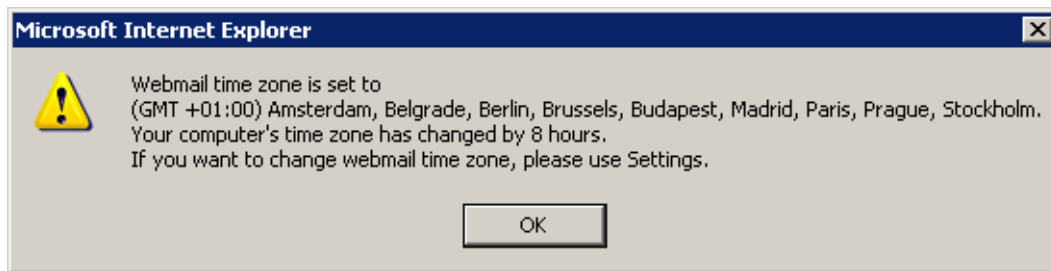 Microsoft Internet Explorer
Webmail time zone is set to
(GMT +01:00) Amsterdam, Belgrade, Berlin, Brussels, Budapest, Madrid, Paris, Prague, Stockholm.
Your computer's time zone has changed by 8 hours.
If you want to change webmail time zone, please use Settings.
OK